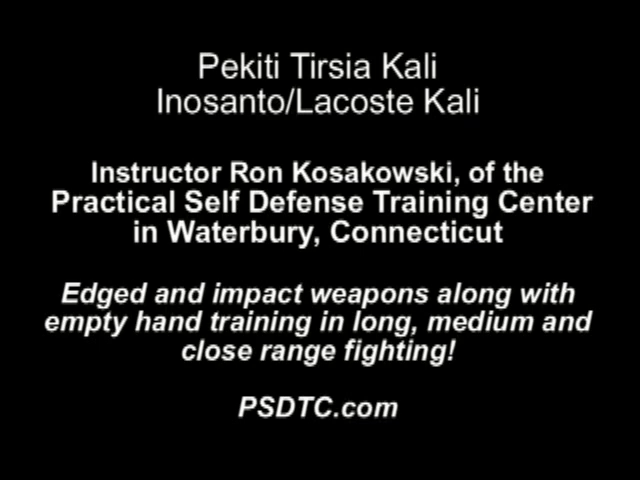 Pekiti Tirsia Kali
Inosanto/Lacoste Kali
Instructor Ron Kosakowski, of the
Practical Self Defense Training Center
in Waterbury, Connecticut
Edged and impact weapons along with
empty hand training in long, medium and
close range fighting!
PSDTC.com